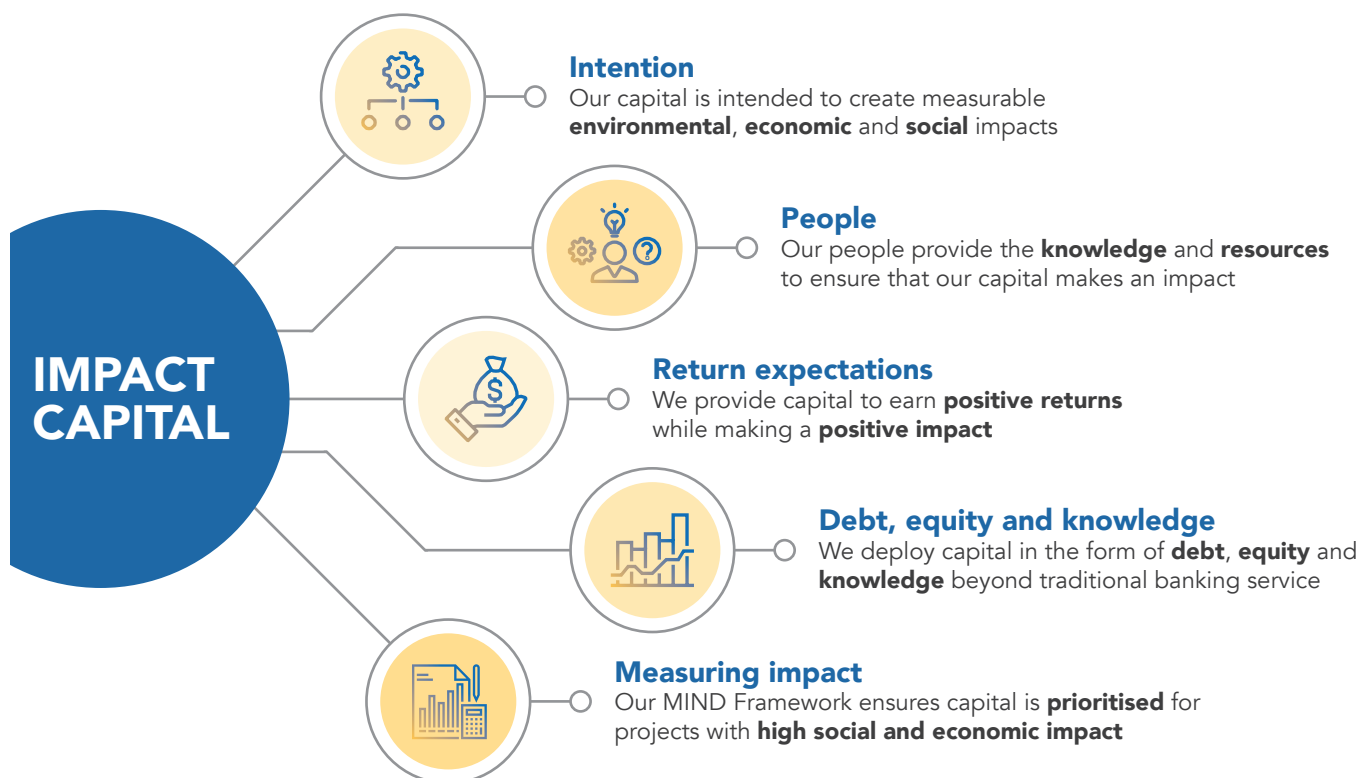 IMPACT
CAPITAL
Intention
Our capital is intended to create measurable
environmental, economic and social impacts
People
Our people provide the knowledge and resources
to ensure that our capital makes an impact
Return expectations
We provide capital to earn positive returns
while making a positive impact
Debt, equity and knowledge
We deploy capital in the form of debt, equity and
knowledge beyond traditional banking service
Measuring impact
Our MIND Framework ensures capital is prioritised for
projects with high social and economic impact